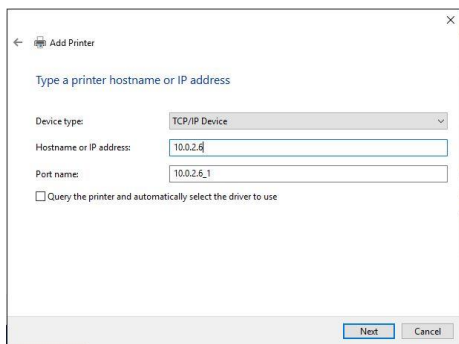 Add Printer
Type a printer hostname or IP address
Device type: TCP/IP Device
Hostname or IP address: 10.0.2.6
Port name: 10.0.2.6_1
Query the printer and automatically select the driver to use
Next Cancel